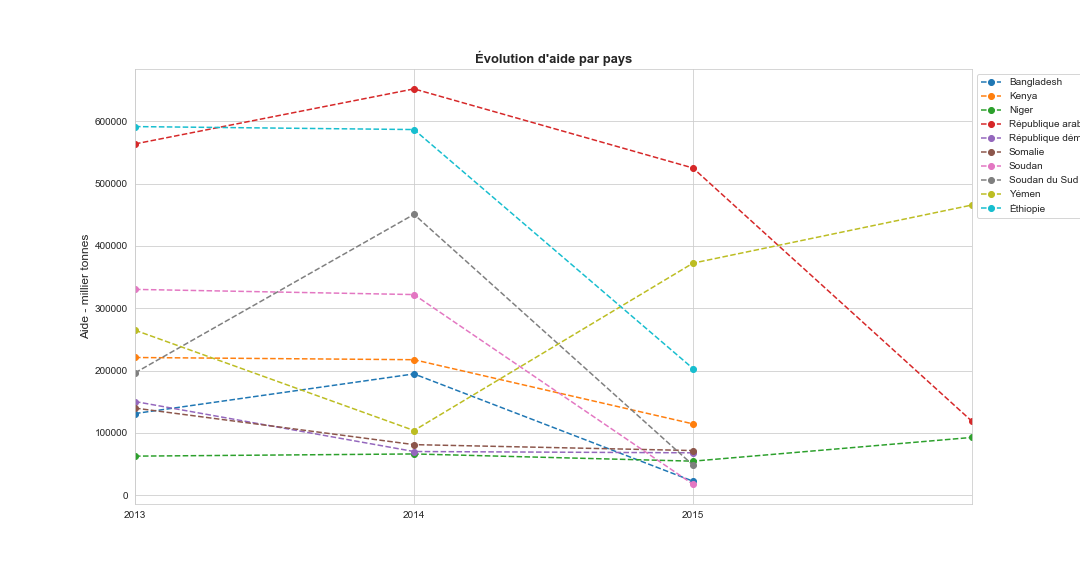 Évolution d'aide par pays
Aide - millier tonnes
600000
500000
400000
300000
200000
100000
0
2013
2014
2015
Bangladesh
Kenya
Niger
République arab
République dém
Somalie
Soudan
Soudan du Sud
Yémen
Éthiopie